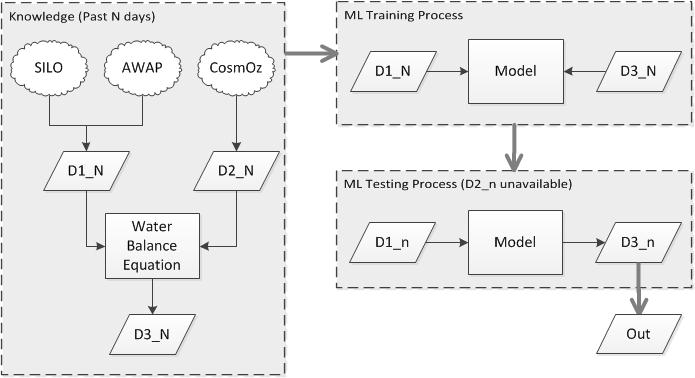 Knowledge (Past N days)
SILO
AWAP
CosmOz
D1_N
D2_N
Water
Balance
Equation
D3_N
ML Training Process
D1_N
Model
D3_N
ML Testing Process (D2_n unavailable)
D1_n
Model
D3_n
Out